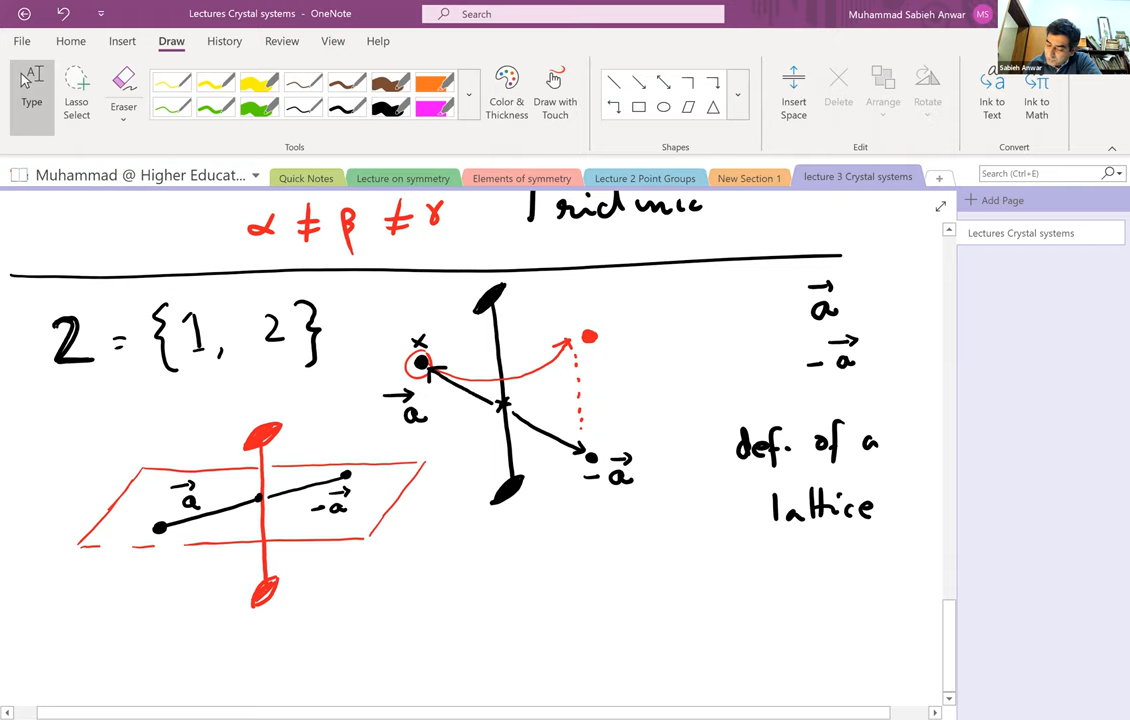 Lectures Crystal systems - OneNote
Search
Muhammad Sabieh Anwar
MS
File Home Insert Draw History Review View Help
Sabieh Anwar
Type
Lasso Select
Eraser
Color & Thickness
Draw with Touch
Insert Space
Delete
Arrange
Rotate
Ink to Text
Ink to Math
Tools
Shapes
Edit
Convert
Muhammad @ Higher Educat...
Quick Notes
Lecture on symmetry
Elements of symmetry
Lecture 2 Point Groups
New Section 1
lecture 3 Crystal systems
Search (Ctrl+E)
Add Page
Lectures Crystal systems
α ≠ β ≠ γ
Triclinic
2 = {1, 2}
x
a⃗
-a⃗
a⃗
-a⃗
a⃗
-a⃗
def. of a
lattice